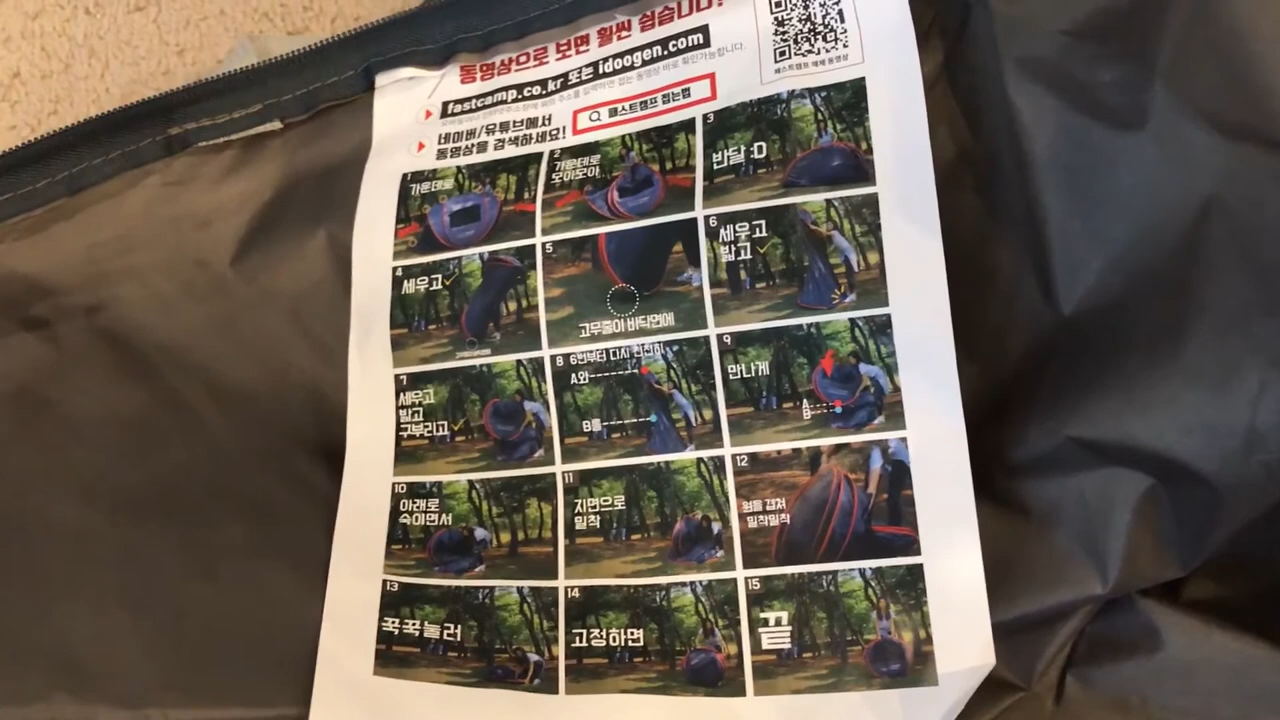 동영상으로 보면 훨씬 쉽습니다!
fastcamp.co.kr 또는 idoogen.com
네이버/유튜브에서
동영상을 검색하세요!
패스트캠프 접는법
패스트캠프 해체 동영상
1
가운데로
2
가운데로
모아모아
3
반달 :D
4
세우고
5
고무줄이 바닥면에
6
세우고
밟고
7
세우고
밟고
구부리고
8 6번부터 다시 천천히
A와
B를
9
만나게
A
B
10
아래로
숙이면서
11
지면으로
밀착
12
원을 겹쳐
밀착밀착
13
꾹꾹눌러
14
고정하면
15
끝